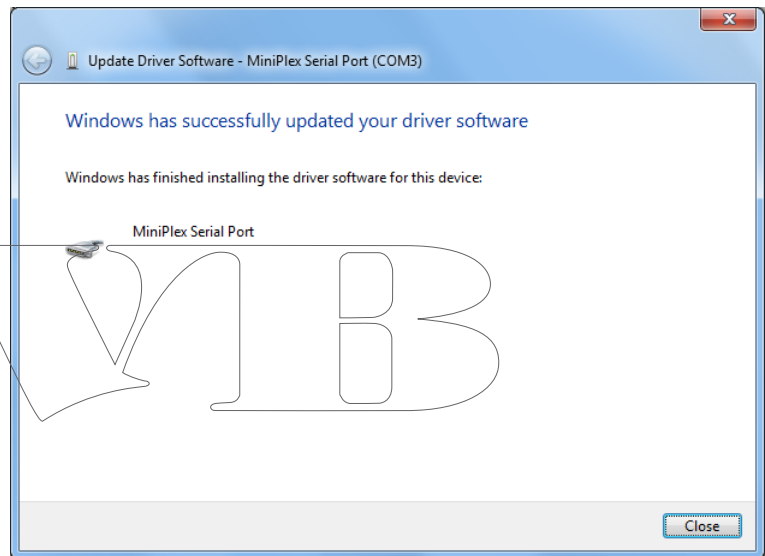 Update Driver Software - MiniPlex Serial Port (COM3)
Windows has successfully updated your driver software
Windows has finished installing the driver software for this device:
MiniPlex Serial Port
Close